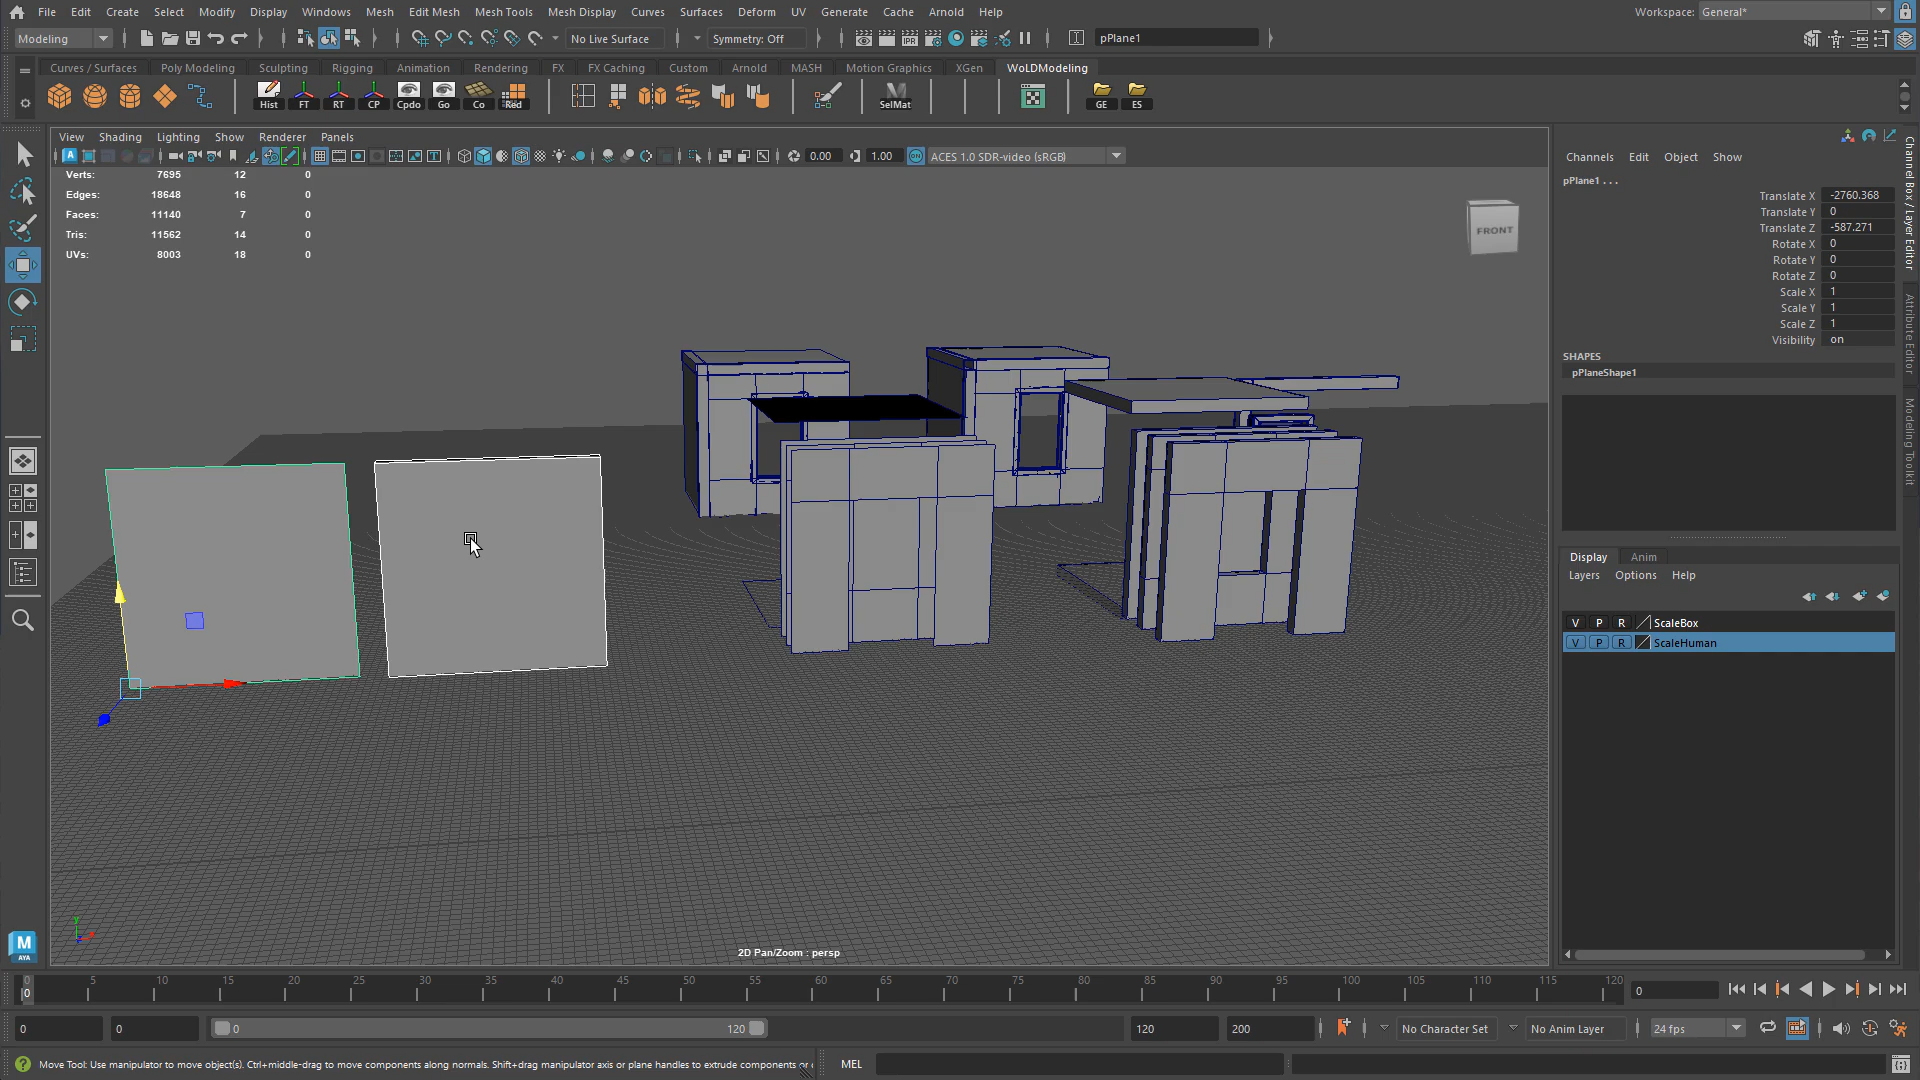 File Edit Create Select Modify Display Windows Mesh Edit Mesh Mesh Tools Mesh Display Curves Surfaces Deform UV Generate Cache Arnold Help Workspace: General*
Modeling No Live Surface Symmetry: Off pPlane1
Curves / Surfaces Poly Modeling Sculpting Rigging Animation Rendering FX FX Caching Custom Arnold MASH Motion Graphics XGen WoLDModeling
Hist FT RT CP Cpdo Go Co Red SelMat GE ES
View Shading Lighting Show Renderer Panels
0.00 1.00 ACES 1.0 SDR-video (sRGB)
Verts: 7695 12 0
Edges: 18648 16 0
Faces: 11140 7 0
Tris: 11562 14 0
UVs: 8003 18 0
FRONT
Channels Edit Object Show
pPlane1 . . .
Translate X -2760.368
Translate Y 0
Translate Z -587.271
Rotate X 0
Rotate Y 0
Rotate Z 0
Scale X 1
Scale Y 1
Scale Z 1
Visibility on
SHAPES
pPlaneShape1
Channel Box / Layer Editor
Attribute Editor
Modeling Toolkit
Display Anim
Layers Options Help
V P R ScaleBox
V P R ScaleHuman
2D Pan/Zoom : persp
M
AYA
0 5 10 15 20 25 30 35 40 45 50 55 60 65 70 75 80 85 90 95 100 105 110 115 120
0 0
0 0 0 120 120 200 No Character Set No Anim Layer 24 fps
Move Tool: Use manipulator to move object(s). Ctrl+middle-drag to move components along normals. Shift+drag manipulator axis or plane handles to extrude components or
MEL